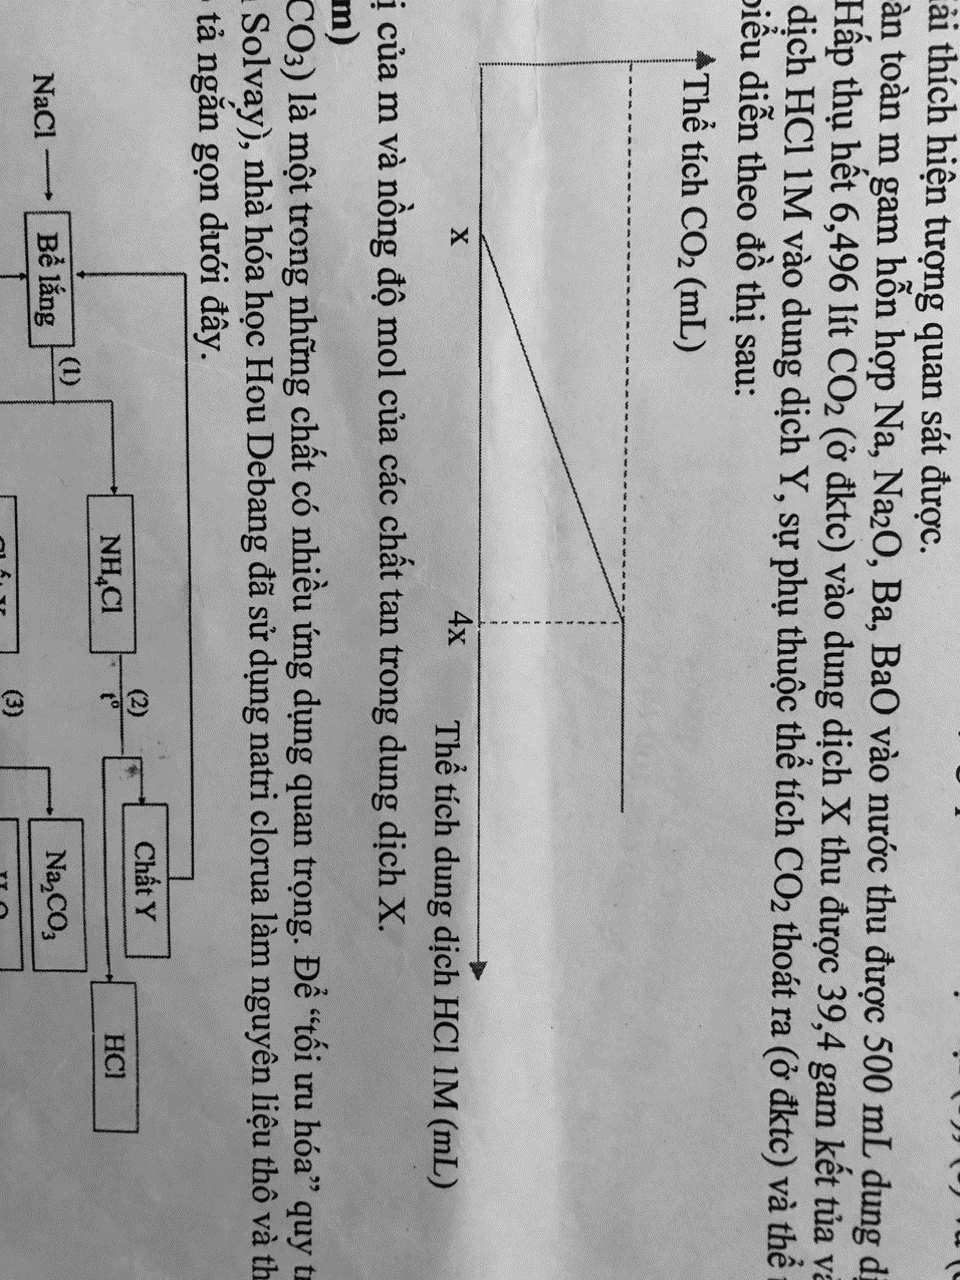 ải thích hiện tượng quan sát được.
àn toàn m gam hỗn hợp Na, Na₂O, Ba, BaO vào nước thu được 500 mL dung d
Hấp thụ hết 6,496 lít CO₂ (ở đktc) vào dung dịch X thu được 39,4 gam kết tủa v
dịch HCl 1M vào dung dịch Y, sự phụ thuộc thể tích CO₂ thoát ra (ở đktc) và thể
biểu diễn theo đồ thị sau:
Thể tích CO₂ (mL)
x
4x
Thể tích dung dịch HCl 1M (mL)
ị của m và nồng độ mol của các chất tan trong dung dịch X.
m)
CO₃) là một trong những chất có nhiều ứng dụng quan trọng. Để “tối ưu hóa” quy
Solvay), nhà hóa học Hou Debang đã sử dụng natri clorua làm nguyên liệu thô và th
tả ngắn gọn dưới đây.
Chất Y
NH₄Cl
(2)
t⁰
HCl
NaCl
Bể lắng
(1)
Na₂CO₃
(3)